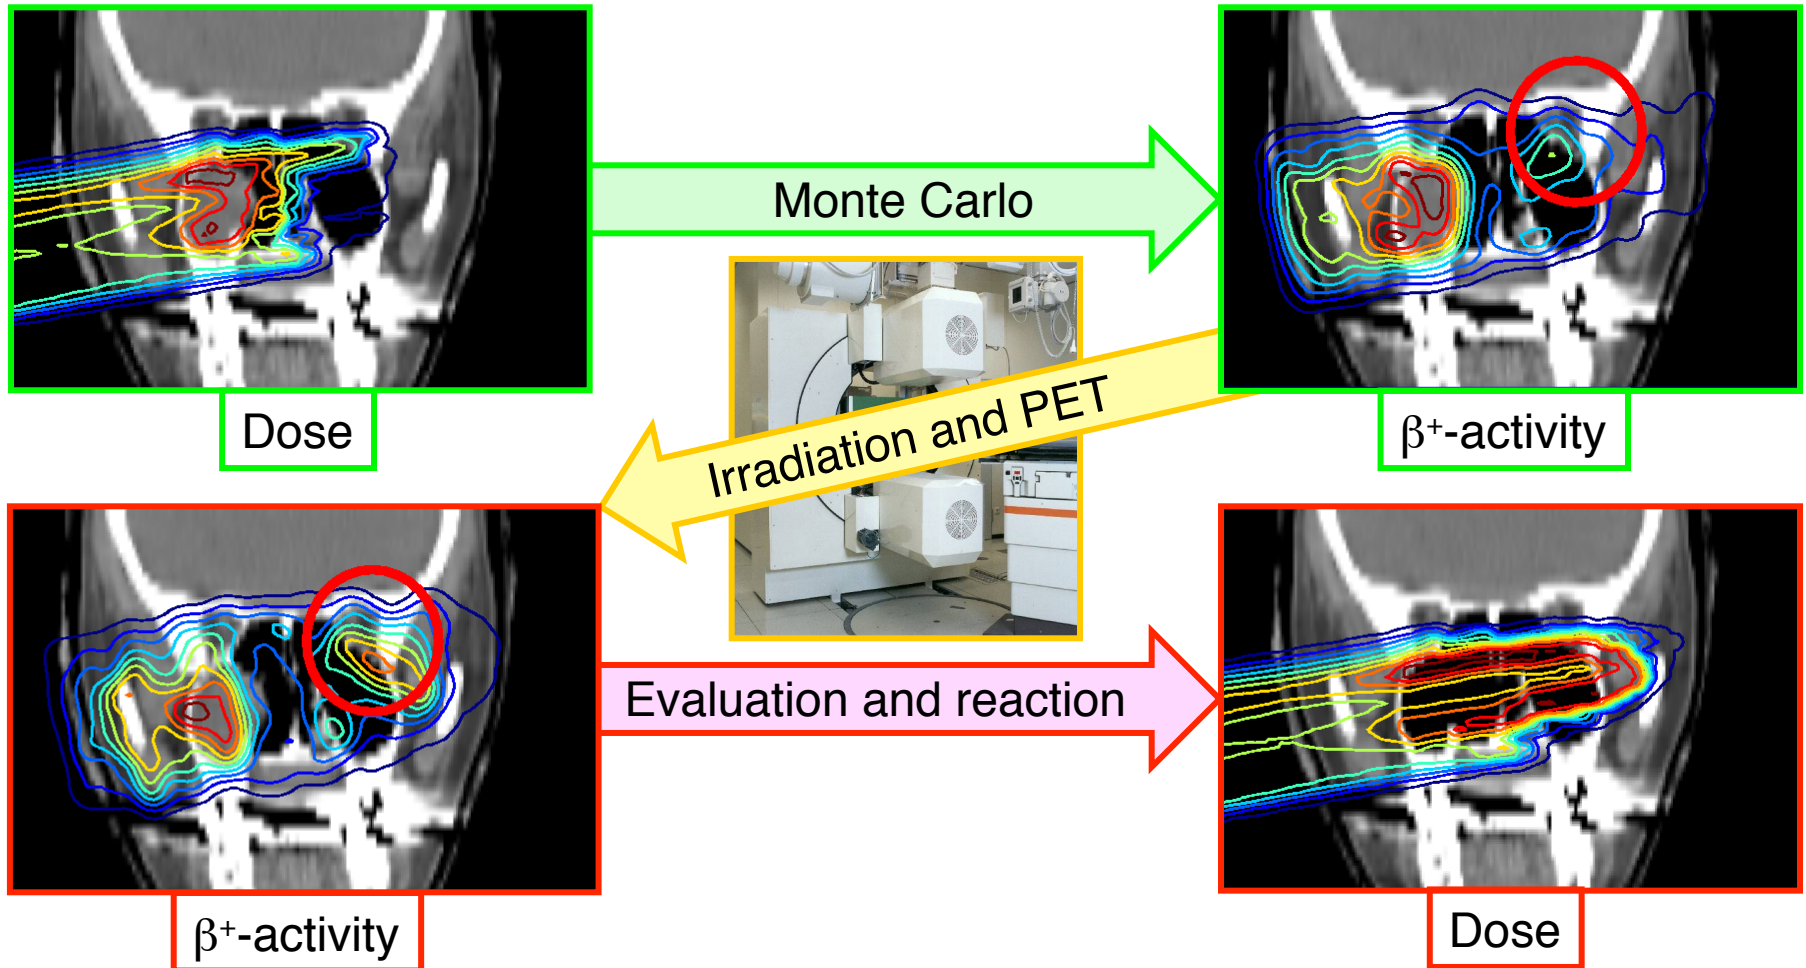 Monte Carlo
Dose
β⁺-activity
Irradiation and PET
Evaluation and reaction
β⁺-activity
Dose